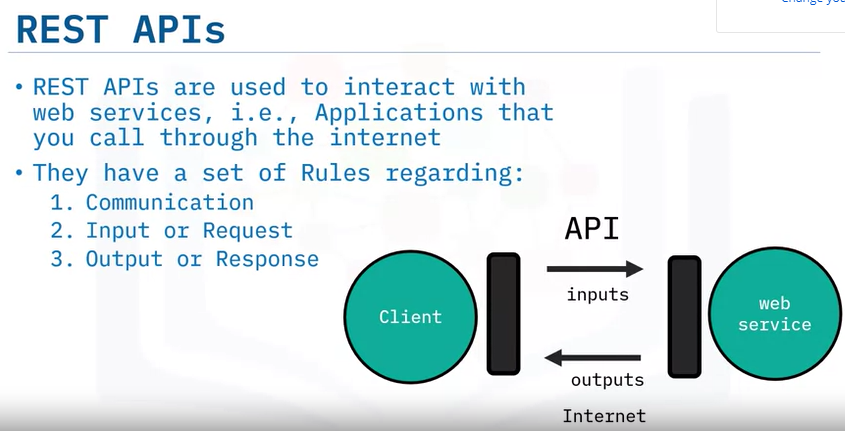 Change you
REST APIs
• REST APIs are used to interact with
web services, i.e., Applications that
you call through the internet
• They have a set of Rules regarding:
1. Communication
2. Input or Request
3. Output or Response
API
inputs
Client
web
service
outputs
Internet